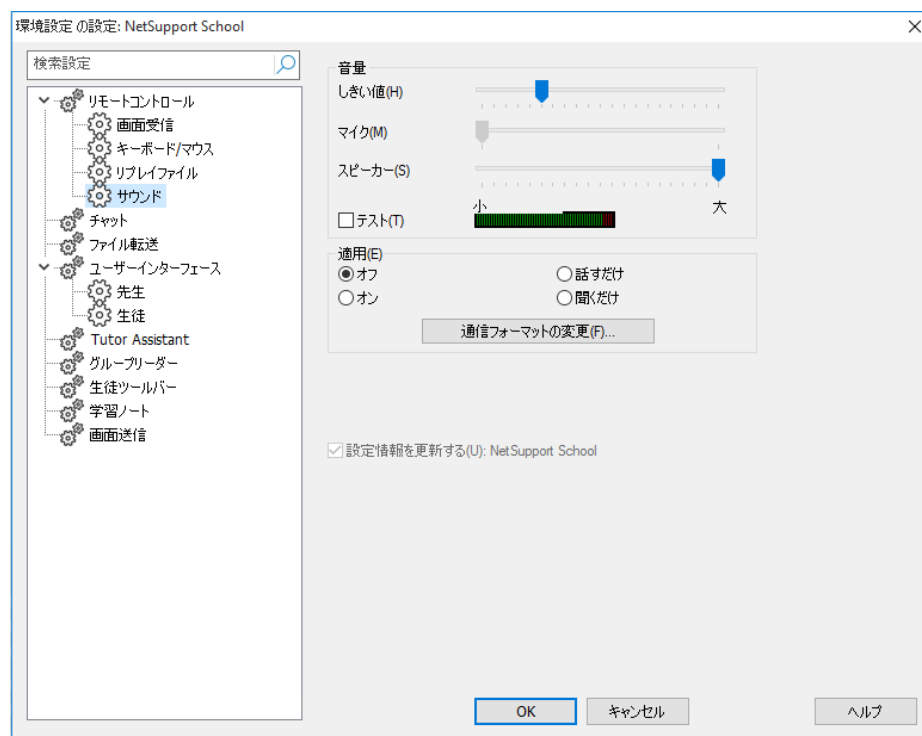 環境設定 の設定: NetSupport School
検索設定
リモートコントロール
画面受信
キーボード/マウス
リプレイファイル
サウンド
チャット
ファイル転送
ユーザーインターフェース
先生
生徒
Tutor Assistant
グループリーダー
生徒ツールバー
学習ノート
画面送信
音量
しきい値(H)
マイク(M)
スピーカー(S)
小 大
テスト(T)
適用(E)
オフ 話すだけ
オン 聞くだけ
通信フォーマットの変更(F)...
設定情報を更新する(U): NetSupport School
OK キャンセル ヘルプ